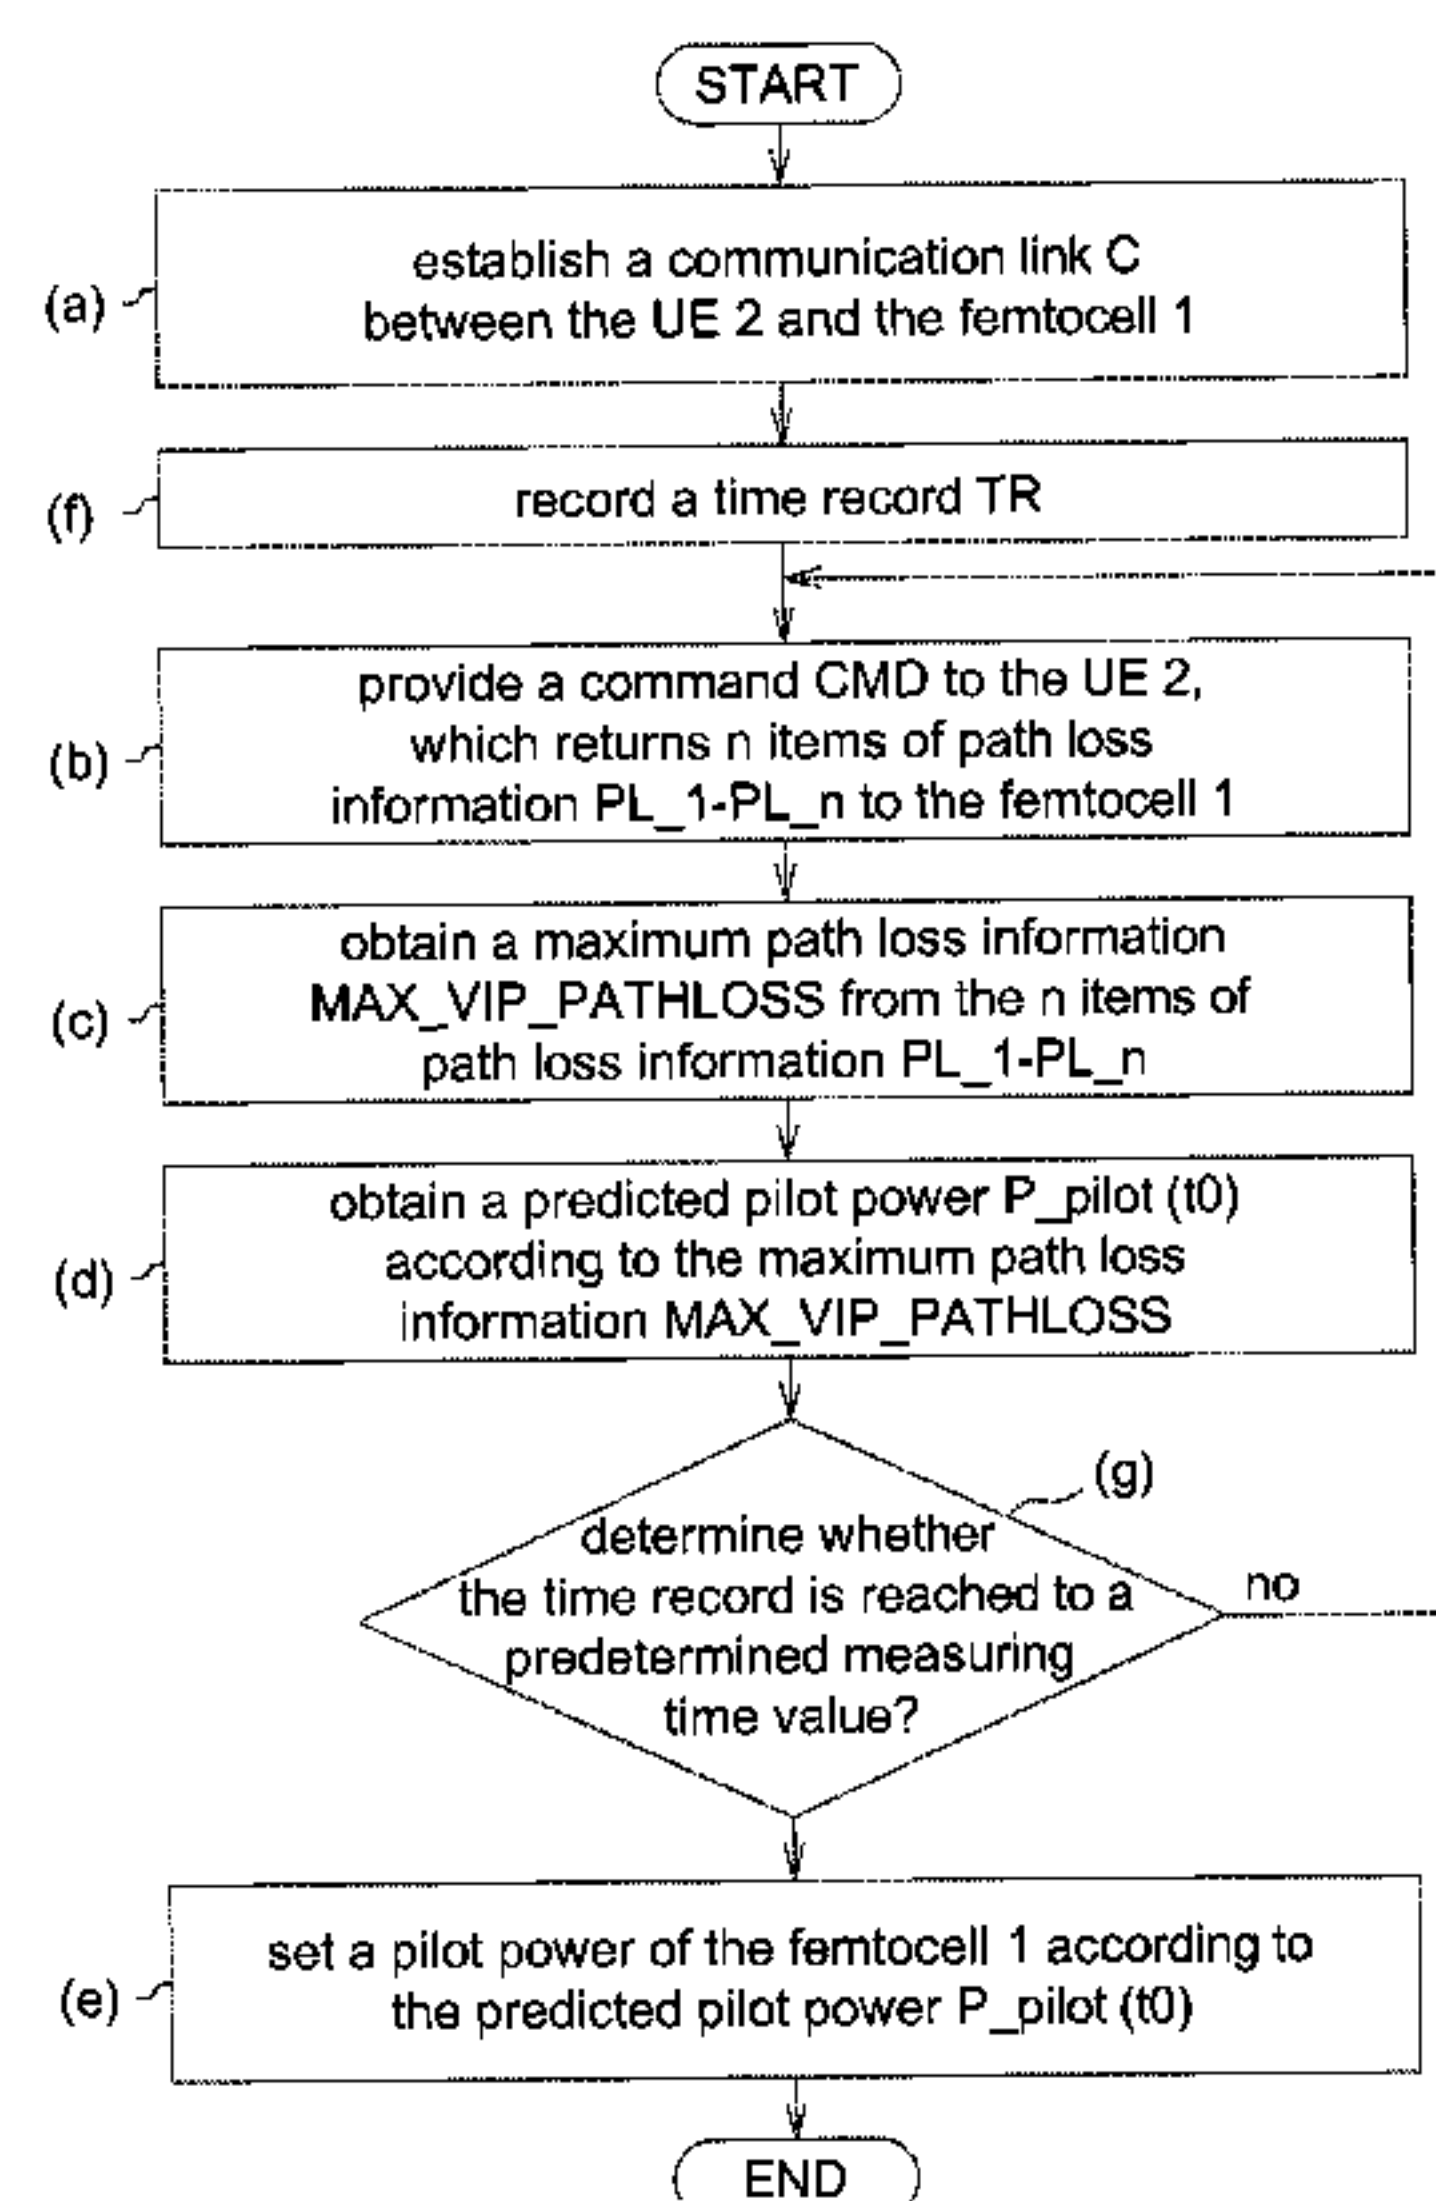 START
(a)
establish a communication link C
between the UE 2 and the femtocell 1
(f)
record a time record TR
(b)
provide a command CMD to the UE 2,
which returns n items of path loss
information PL_1-PL_n to the femtocell 1
(c)
obtain a maximum path loss information
MAX_VIP_PATHLOSS from the n items of
path loss information PL_1-PL_n
(d)
obtain a predicted pilot power P_pilot (t0)
according to the maximum path loss
information MAX_VIP_PATHLOSS
(g)
determine whether
the time record is reached to a
predetermined measuring
time value?
no
(e)
set a pilot power of the femtocell 1 according to
the predicted pilot power P_pilot (t0)
END